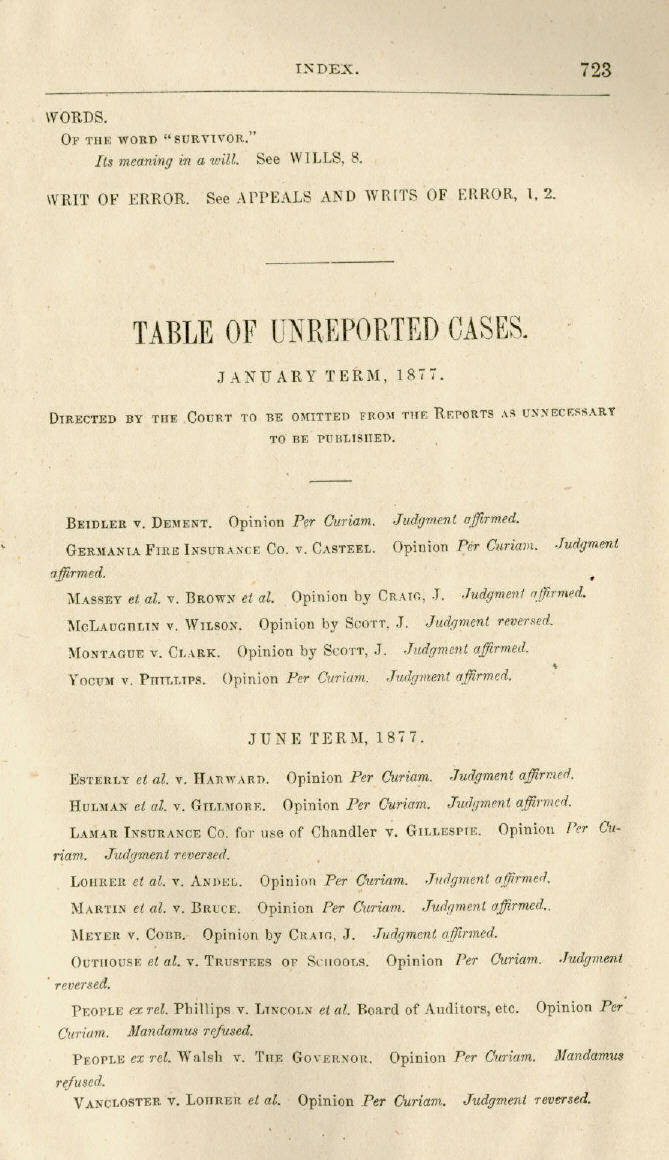 INDEX. 723
WORDS.
OF THE WORD “SURVIVOR.”
Its meaning in a will. See WILLS, 8.
WRIT OF ERROR. See APPEALS AND WRITS OF ERROR, 1, 2.
TABLE OF UNREPORTED CASES.
JANUARY TERM, 1877.
DIRECTED BY THE COURT TO BE OMITTED FROM THE REPORTS AS UNNECESSARY
TO BE PUBLISHED.
BEIDLER v. DEMENT. Opinion Per Curiam. Judgment affirmed.
GERMANIA FIRE INSURANCE CO. v. CASTEEL. Opinion Per Curiam. Judgment
affirmed.
MASSEY et al. v. BROWN et al. Opinion by CRAIG, J. Judgment affirmed.
MCLAUGHLIN v. WILSON. Opinion by SCOTT, J. Judgment reversed.
MONTAGUE v. CLARK. Opinion by SCOTT, J. Judgment affirmed.
YOCUM v. PHILLIPS. Opinion Per Curiam. Judgment affirmed.
JUNE TERM, 1877.
ESTERLY et al. v. HARWARD. Opinion Per Curiam. Judgment affirmed.
HULMAN et al. v. GILLMORE. Opinion Per Curiam. Judgment affirmed.
LAMAR INSURANCE CO. for use of Chandler v. GILLESPIE. Opinion Per Cu-
riam. Judgment reversed.
LOHRER et al. v. ANDEL. Opinion Per Curiam. Judgment affirmed.
MARTIN et al. v. BRUCE. Opinion Per Curiam. Judgment affirmed.
MEYER v. COBB. Opinion by CRAIG, J. Judgment affirmed.
OUTHOUSE et al. v. TRUSTEES OF SCHOOLS. Opinion Per Curiam. Judgment
reversed.
PEOPLE ex rel. Phillips v. LINCOLN et al. Board of Auditors, etc. Opinion Per
Curiam. Mandamus refused.
PEOPLE ex rel. Walsh v. THE GOVERNOR. Opinion Per Curiam. Mandamus
refused.
VANCLOSTER v. LOHRER et al. Opinion Per Curiam. Judgment reversed.